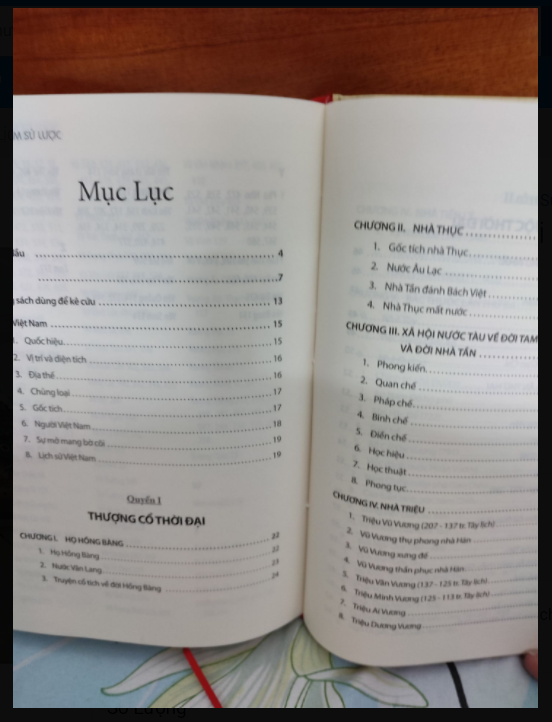 M SỬ LƯỢC
Mục Lục
đầu 4
7
sách dùng để kê cứu 13
Việt Nam 15
1. Quốc hiệu 15
2. Vị trí và diện tích 16
3. Địa thế 16
4. Chủng loại 17
5. Gốc tích 17
6. Người Việt Nam 18
7. Sự mở mang bờ cõi 19
8. Lịch sử Việt Nam 19
Quyển 1
THƯỢNG CỔ THỜI ĐẠI
CHƯƠNG I. HỌ HỒNG BÀNG 22
1. Họ Hồng Bàng 22
2. Nước Văn Lang 23
3. Truyện cổ tích về đời Hồng Bàng 24
CHƯƠNG II. NHÀ THỤC
1. Gốc tích nhà Thục
2. Nước Âu Lạc
3. Nhà Tần đánh Bách Việt
4. Nhà Thục mất nước
CHƯƠNG III. XÃ HỘI NƯỚC TÀU VỀ ĐỜI TAM
VÀ ĐỜI NHÀ TẦN
1. Phong kiến
2. Quan chế
3. Pháp chế
4. Binh chế
5. Điền chế
6. Học hiệu
7. Học thuật
8. Phong tục
CHƯƠNG IV. NHÀ TRIỆU
1. Triệu Vũ Vương (207 - 137 tr. Tây lịch)
2. Vũ Vương thụ phong nhà Hán
3. Vũ Vương xưng đế
4. Vũ Vương thần phục nhà Hán
5. Triệu Văn Vương (137 - 125 tr. Tây lịch)
6. Triệu Minh Vương (125 - 113 tr. Tây lịch)
7. Triệu Ai Vương
8. Triệu Dương Vương